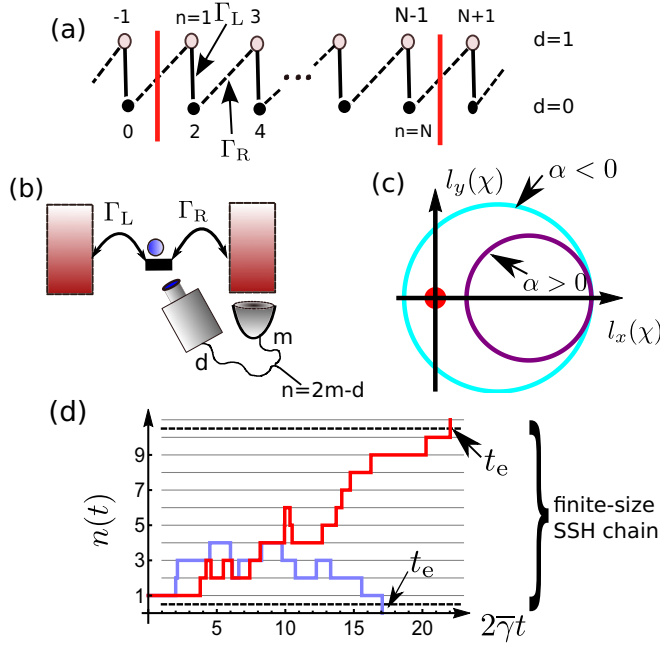 (a)
-1 n=1 Γ_L 3 N-1 N+1
d=1
...
0 2 4 n=N
d=0
Γ_R
(b)
Γ_L Γ_R
d
m
n=2m-d
(c)
l_y(χ)
α < 0
α > 0
l_x(χ)
(d)
n(t)
9
7
5
3
1
t_e
t_e
5 10 15 20
2γ̅t
finite-size
SSH chain